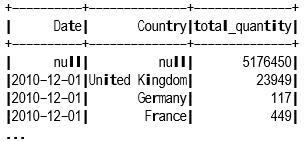 +----------+--------------+--------------+
|      Date|       Country|total_quantity|
+----------+--------------+--------------+
|      null|          null|       5176450|
|2010-12-01|United Kingdom|         23949|
|2010-12-01|       Germany|           117|
|2010-12-01|        France|           449|
...